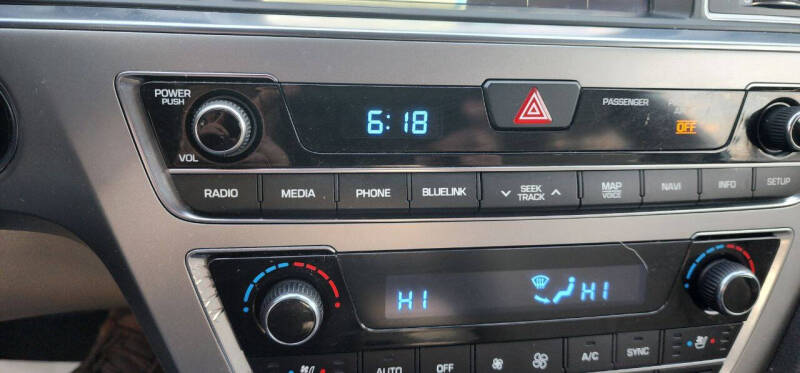 POWER
PUSH
6:18
PASSENGER
OFF
VOL
RADIO
MEDIA
PHONE
BLUELINK
SEEK
TRACK
MAP
VOICE
NAVI
INFO
SETUP
HI
HI
AUTO
OFF
A/C
SYNC